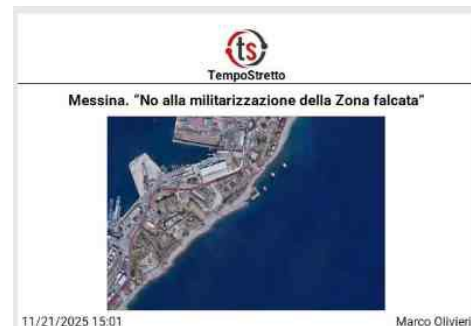 ts
TempoStretto
Messina. "No alla militarizzazione della Zona falcata"
11/21/2025 15:01 Marco Olivieri